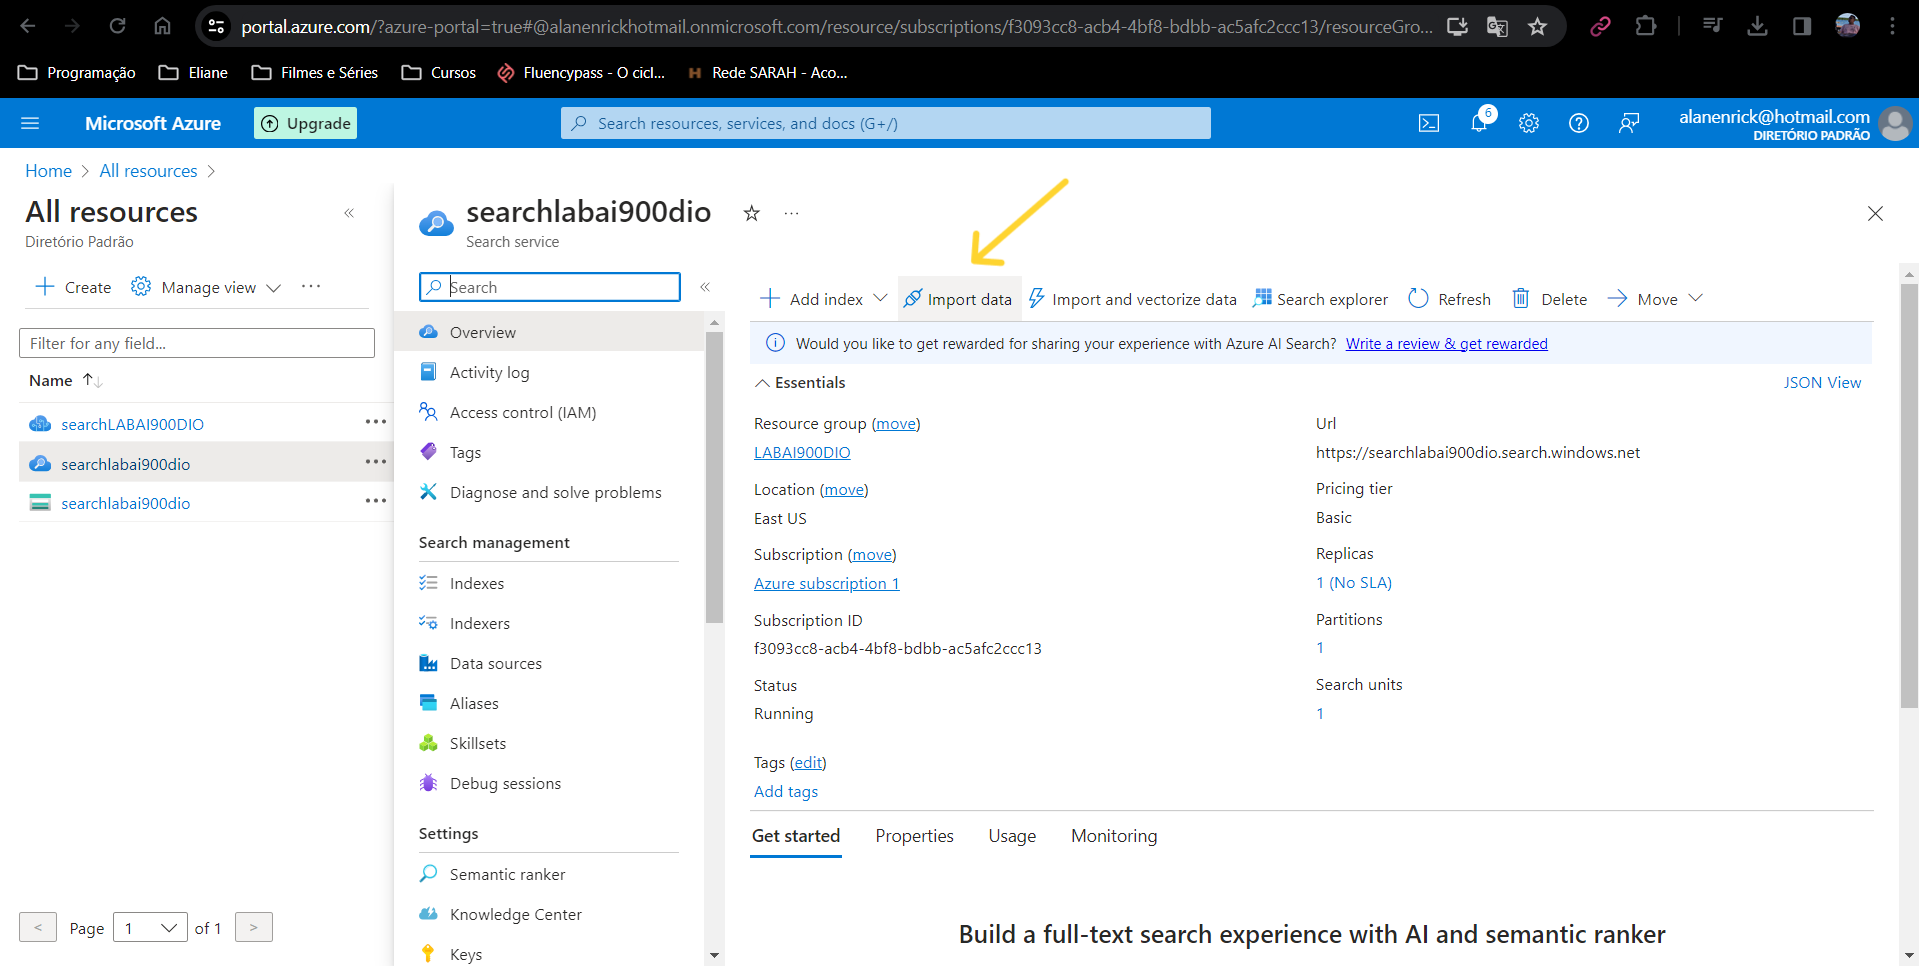 portal.azure.com/?azure-portal=true#@alanenrickhotmail.onmicrosoft.com/resource/subscriptions/f3093cc8-acb4-4bf8-bdbb-ac5afc2ccc13/resourceGro...
Programação Eliane Filmes e Séries Cursos Fluencypass - O cicl... Rede SARAH - Aco...
Microsoft Azure Upgrade Search resources, services, and docs (G+/) 6 alanenrick@hotmail.com
DIRETÓRIO PADRÃO
Home > All resources >
All resources
Diretório Padrão
Create Manage view
Filter for any field...
Name
searchLABAI900DIO
searchlabai900dio
searchlabai900dio
< Page 1 of 1 >
searchlabai900dio
Search service
Search
Overview
Activity log
Access control (IAM)
Tags
Diagnose and solve problems
Search management
Indexes
Indexers
Data sources
Aliases
Skillsets
Debug sessions
Settings
Semantic ranker
Knowledge Center
Keys
Add index Import data Import and vectorize data Search explorer Refresh Delete Move
Would you like to get rewarded for sharing your experience with Azure AI Search? Write a review & get rewarded
Essentials JSON View
Resource group (move)
LABAI900DIO
Location (move)
East US
Subscription (move)
Azure subscription 1
Subscription ID
f3093cc8-acb4-4bf8-bdbb-ac5afc2ccc13
Status
Running
Url
https://searchlabai900dio.search.windows.net
Pricing tier
Basic
Replicas
1 (No SLA)
Partitions
1
Search units
1
Tags (edit)
Add tags
Get started Properties Usage Monitoring
Build a full-text search experience with AI and semantic ranker